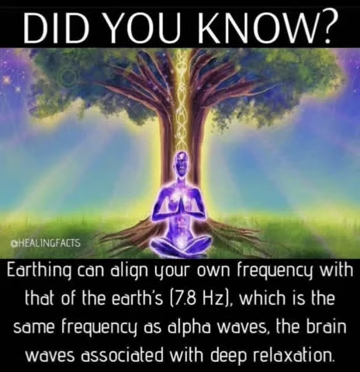 DID YOU KNOW?
@HEALINGFACTS
Earthing can align your own frequency with
that of the earth's (7.8 Hz), which is the
same frequency as alpha waves, the brain
waves associated with deep relaxation.